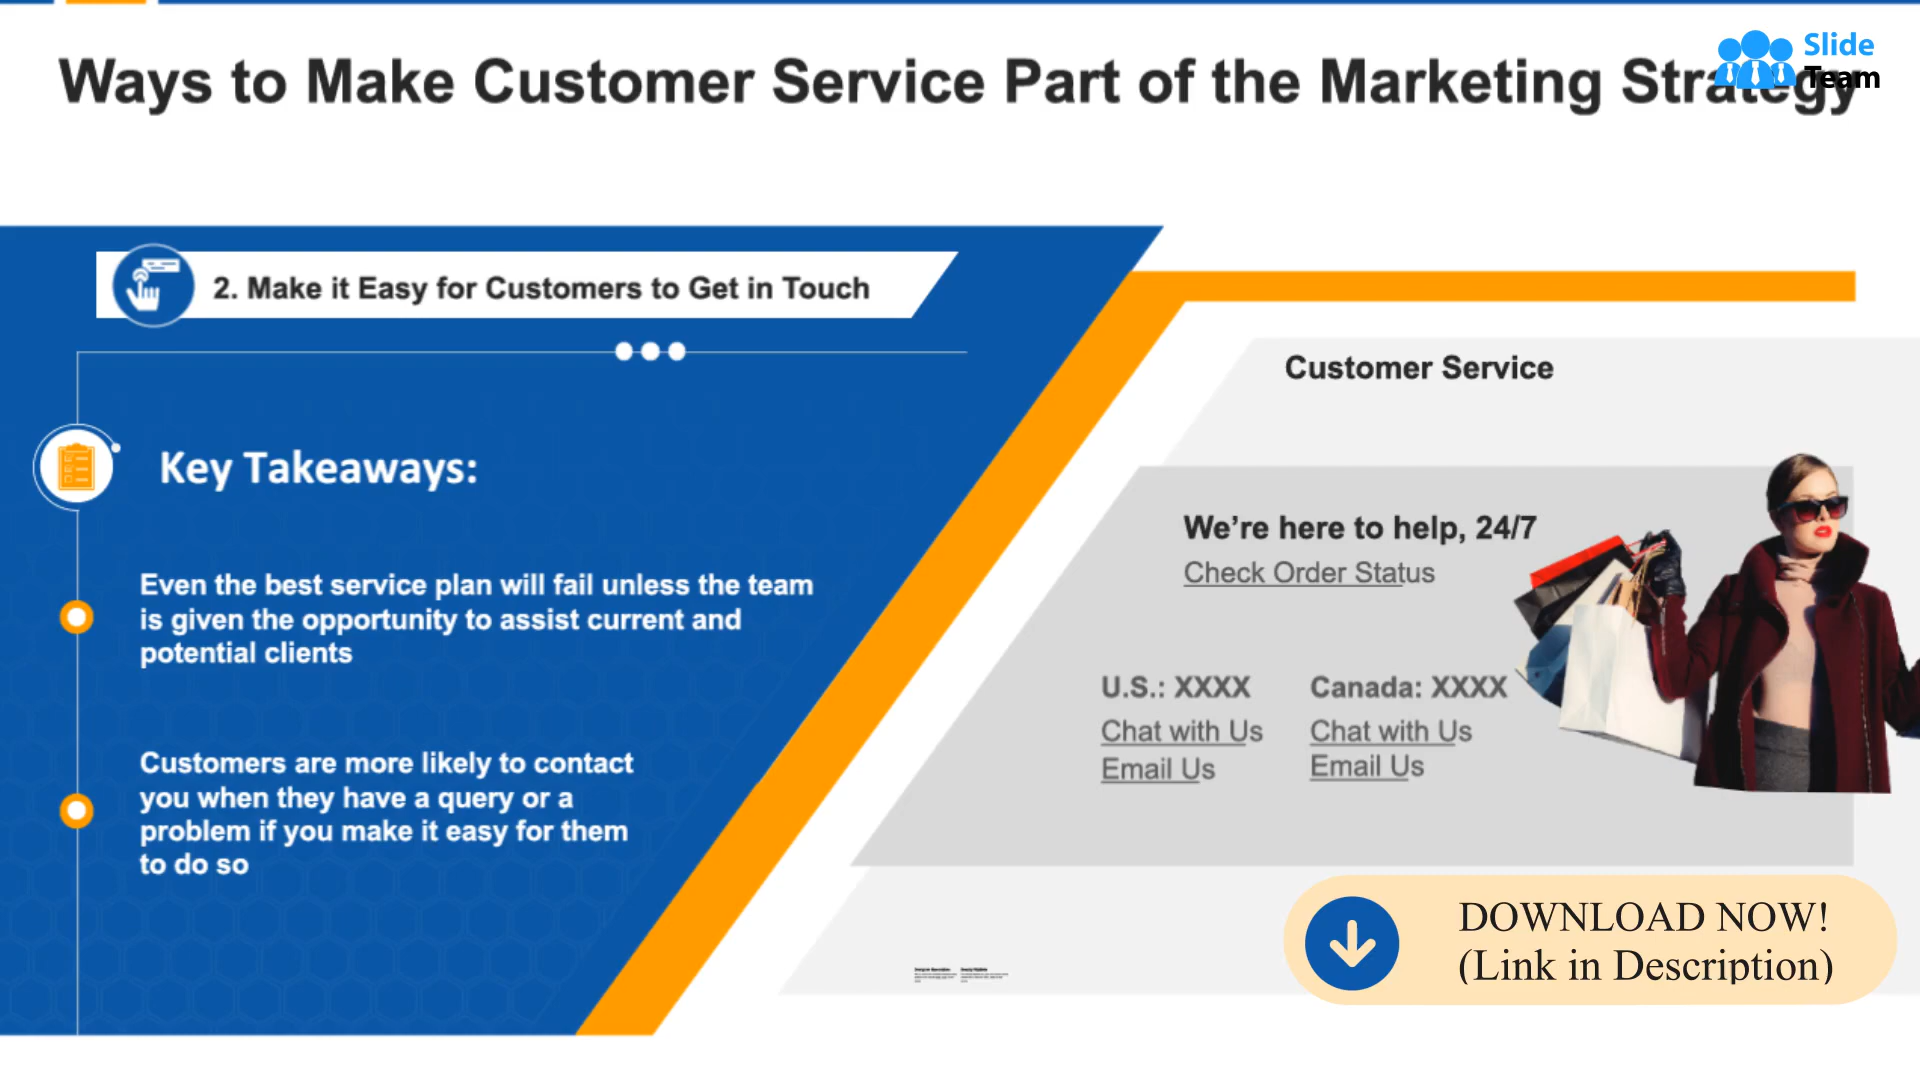 Ways to Make Customer Service Part of the Marketing Strategy
Slide
Team
2. Make it Easy for Customers to Get in Touch
Key Takeaways:
Even the best service plan will fail unless the team
is given the opportunity to assist current and
potential clients
Customers are more likely to contact
you when they have a query or a
problem if you make it easy for them
to do so
Customer Service
We’re here to help, 24/7
Check Order Status
U.S.: XXXX
Chat with Us
Email Us
Canada: XXXX
Chat with Us
Email Us
DOWNLOAD NOW!
(Link in Description)